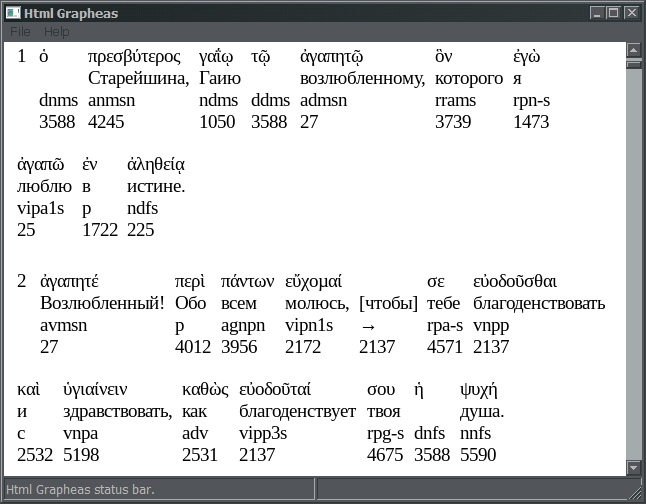 Html Grapheas
File Help
1 ὁ πρεσβύτερος γαΐῳ τῷ ἀγαπητῷ ὃν ἐγὼ
Старейшина, Гаию возлюбленному, которого я
dnms anmsn ndms ddms admsn rrams rpn-s
3588 4245 1050 3588 27 3739 1473
ἀγαπῶ ἐν ἀληθείᾳ
люблю в истине.
vipa1s p ndfs
25 1722 225
2 ἀγαπητέ περὶ πάντων εὔχομαί σε εὐοδοῦσθαι
Возлюбленный! Обо всем молюсь, [чтобы] тебе благоденствовать
avmsn p agnpn vipn1s → rpa-s vnpp
27 4012 3956 2172 2137 4571 2137
καὶ ὑγιαίνειν καθὼς εὐοδοῦταί σου ἡ ψυχή
и здравствовать, как благоденствует твоя душа.
c vnpa adv vipp3s rpg-s dnfs nnfs
2532 5198 2531 2137 4675 3588 5590
Html Grapheas status bar.